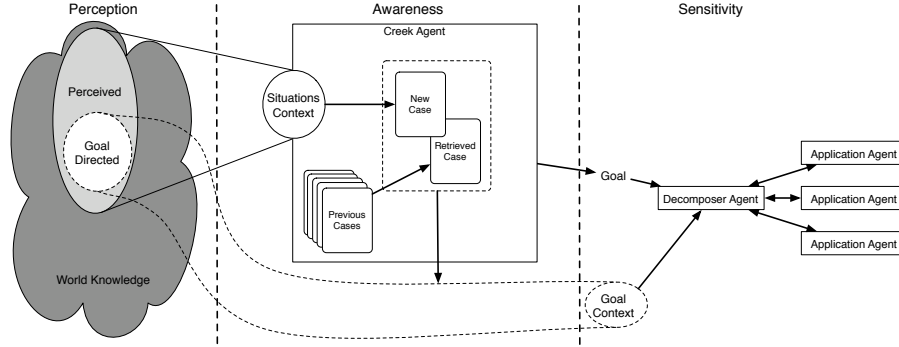 Perception
Awareness
Sensitivity
Creek Agent
Perceived
Goal
Directed
World Knowledge
Situations
Context
New
Case
Retrieved
Case
Previous
Cases
Goal
Decomposer Agent
Application Agent
Application Agent
Application Agent
Goal
Context